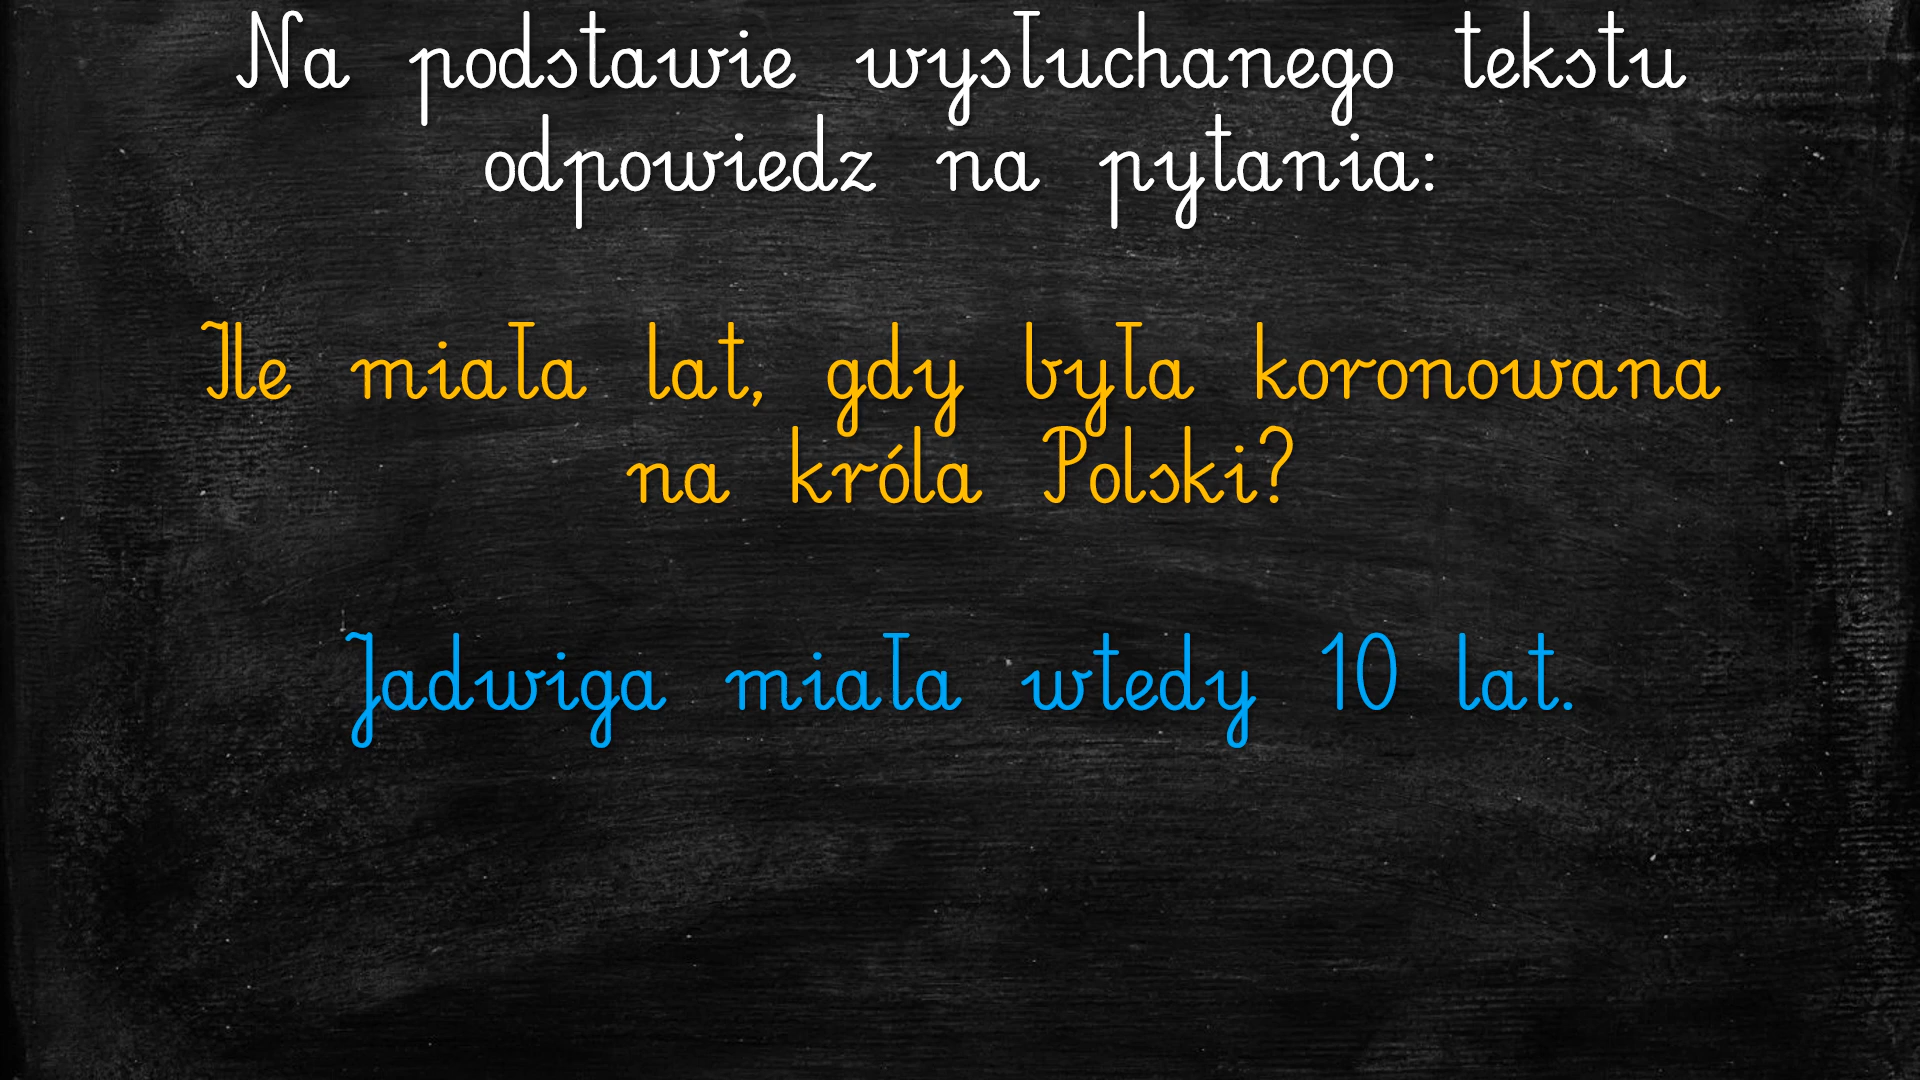 Na podstawie wysłuchanego tekstu
odpowiedz na pytania:
Ile miała lat, gdy była koronowana
na króla Polski?
Jadwiga miała wtedy 10 lat.